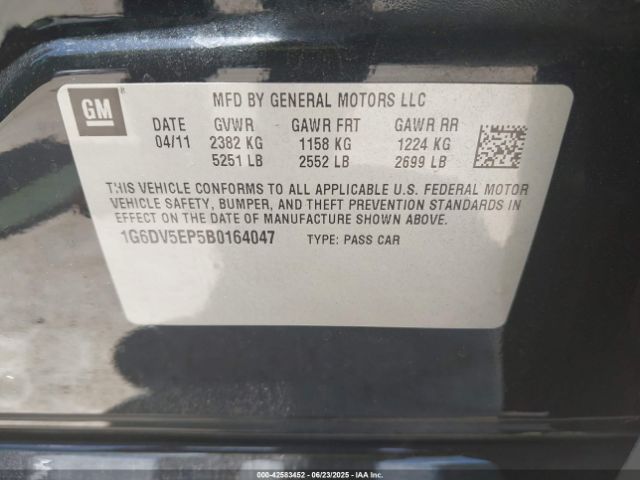 GM ®
MFD BY GENERAL MOTORS LLC
DATE GVWR GAWR FRT GAWR RR
04/11 2382 KG 1158 KG 1224 KG
5251 LB 2552 LB 2699 LB
THIS VEHICLE CONFORMS TO ALL APPLICABLE U.S. FEDERAL MOTOR
VEHICLE SAFETY, BUMPER, AND THEFT PREVENTION STANDARDS IN
EFFECT ON THE DATE OF MANUFACTURE SHOWN ABOVE.
1G6DV5EP5B0164047 TYPE: PASS CAR
000-42583452 - 06/23/2025 - IAA Inc.